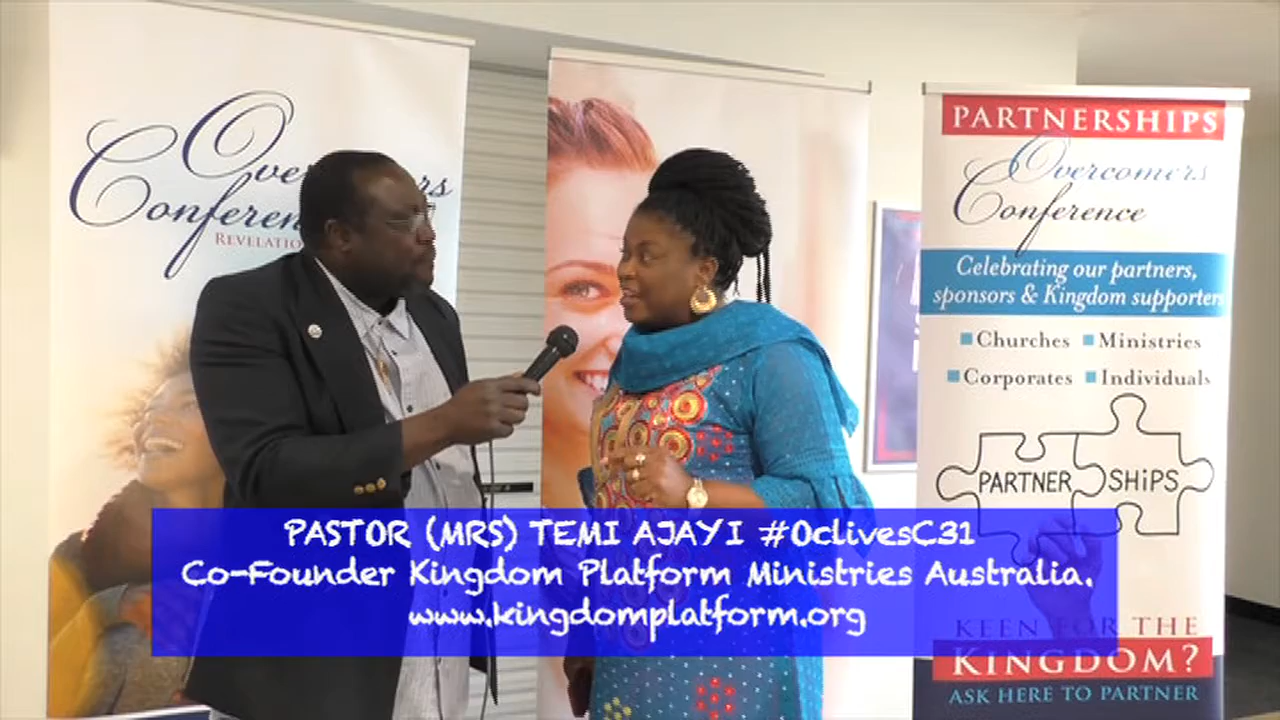 Conference
PARTNERSHIPS
Overcomers
Conference
Celebrating our partners,
sponsors & Kingdom supporters
Churches Ministries
Corporates Individuals
PARTNER SHiPS
KEEN FOR THE
KINGDOM?
ASK HERE TO PARTNER
PASTOR (MRS) TEMI AJAYI #OclivesC31
Co-Founder Kingdom Platform Ministries Australia.
www.kingdomplatform.org